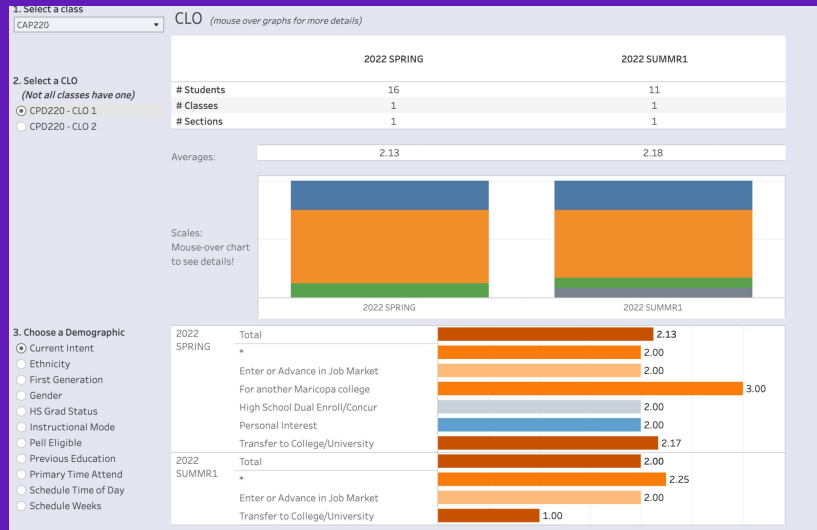 1. Select a class
CAP220
CLO (mouse over graphs for more details)
2022 SPRING 2022 SUMMR1
2. Select a CLO
(Not all classes have one)
CPD220 - CLO 1
CPD220 - CLO 2
# Students 16 11
# Classes 1 1
# Sections 1 1
Averages: 2.13 2.18
Scales:
Mouse-over chart
to see details!
2022 SPRING 2022 SUMMR1
3. Choose a Demographic
Current Intent
Ethnicity
First Generation
Gender
HS Grad Status
Instructional Mode
Pell Eligible
Previous Education
Primary Time Attend
Schedule Time of Day
Schedule Weeks
2022 SPRING
Total 2.13
* 2.00
Enter or Advance in Job Market 2.00
For another Maricopa college 3.00
High School Dual Enroll/Concur 2.00
Personal Interest 2.00
Transfer to College/University 2.17
2022 SUMMR1
Total 2.00
* 2.25
Enter or Advance in Job Market 2.00
Transfer to College/University 1.00